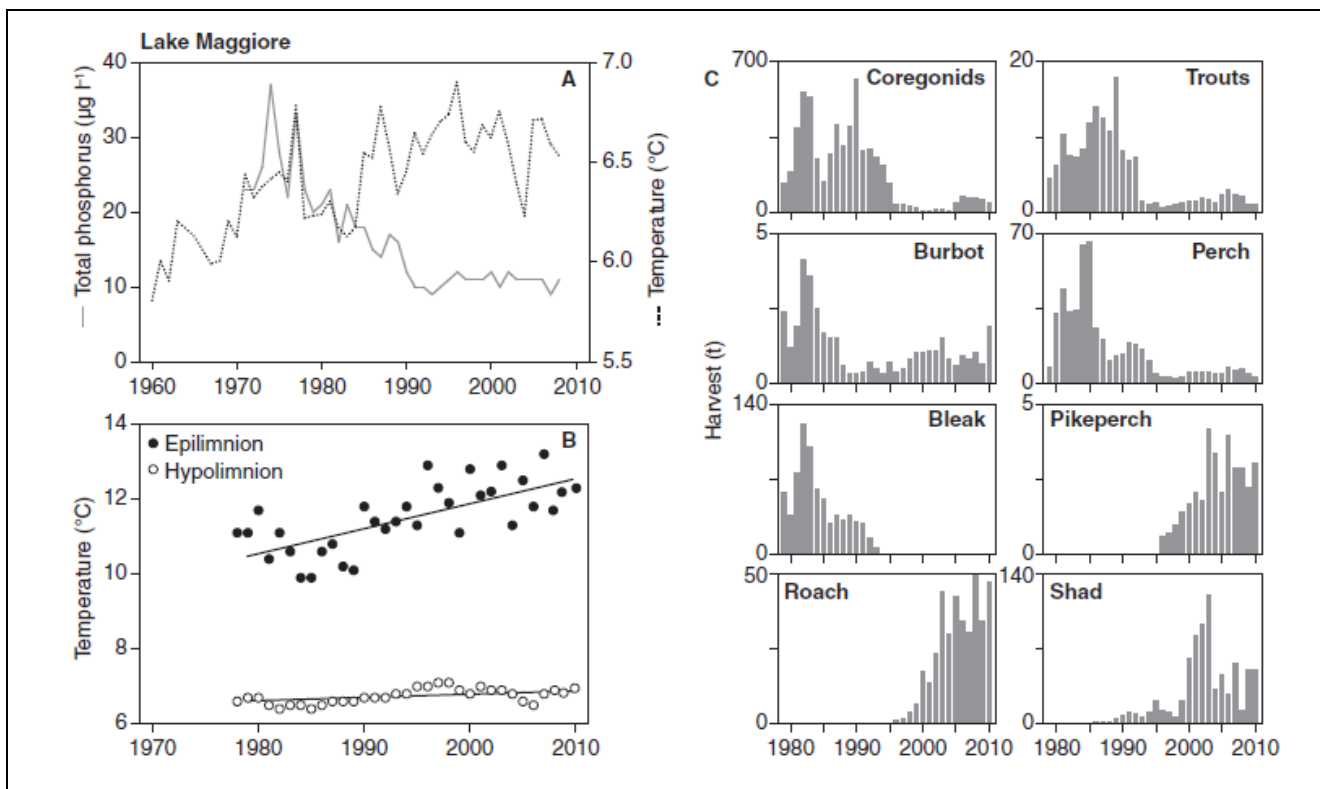 Lake Maggiore
A
Total phosphorus (µg l⁻¹)
40
30
20
10
0
7.0
6.5
6.0
5.5
Temperature (°C)
1960 1970 1980 1990 2000 2010
B
Epilimnion
Hypolimnion
Temperature (°C)
14
12
10
8
6
1970 1980 1990 2000 2010
C
Harvest (t)
700
Coregonids
0
20
Trouts
0
5
Burbot
0
70
Perch
0
140
Bleak
0
5
Pikeperch
0
50
Roach
0
140
Shad
0
1980 1990 2000 2010
1980 1990 2000 2010